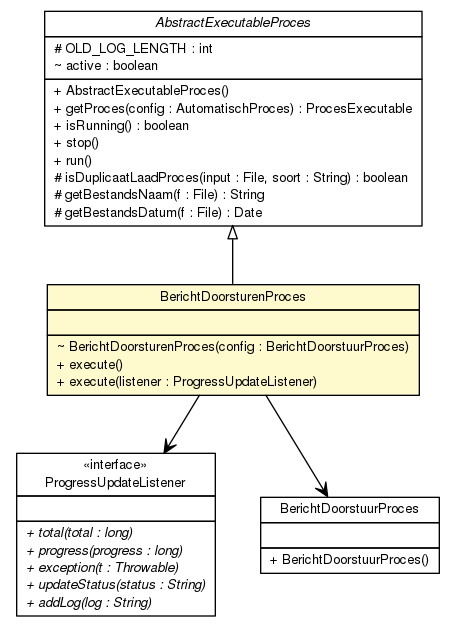 AbstractExecutableProces
# OLD_LOG_LENGTH : int
~ active : boolean
+ AbstractExecutableProces()
+ getProces(config : AutomatischProces) : ProcesExecutable
+ isRunning() : boolean
+ stop()
+ run()
# isDuplicaatLaadProces(input : File, soort : String) : boolean
# getBestandsNaam(f : File) : String
# getBestandsDatum(f : File) : Date
BerichtDoorsturenProces
~ BerichtDoorsturenProces(config : BerichtDoorstuurProces)
+ execute()
+ execute(listener : ProgressUpdateListener)
«interface»
ProgressUpdateListener
+ total(total : long)
+ progress(progress : long)
+ exception(t : Throwable)
+ updateStatus(status : String)
+ addLog(log : String)
BerichtDoorstuurProces
+ BerichtDoorstuurProces()